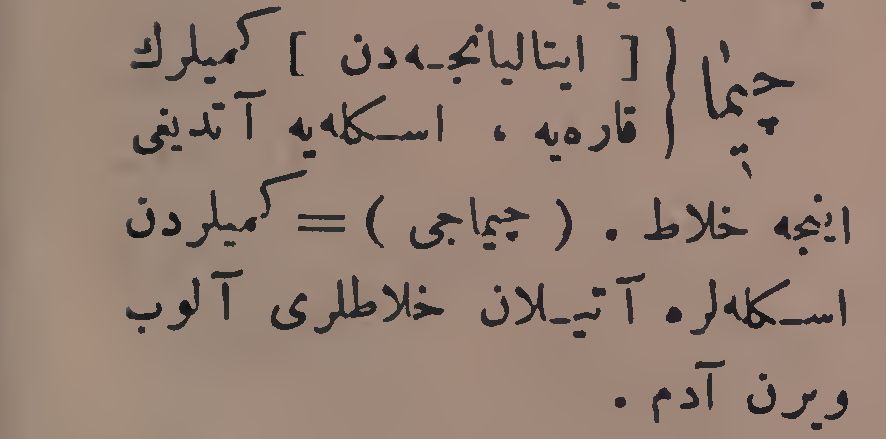 چیما { [ ایتالیانجه‌دن ] کمیلرك
قاره‌یه ، اسکله‌یه آتدیغی
اینجه خلاط . ( چیماجی ) = کمیلردن
اسکله‌لره آتیلان خلاطلری آلوب
ویرن آدم .